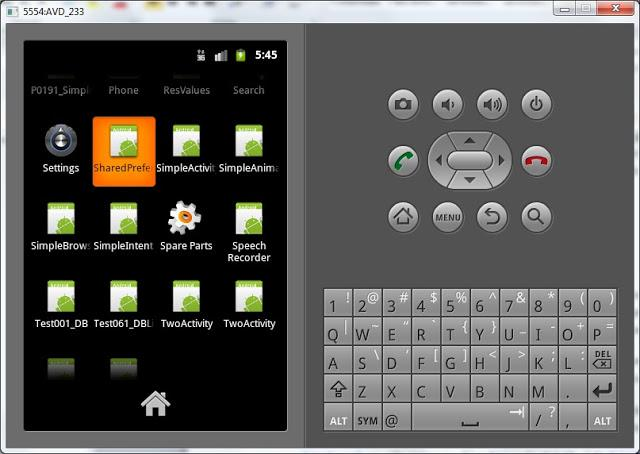 5554:AVD_233
5:45
P0191_Simpl Phone ResValues Search
Settings SharedPrefe SimpleActivit SimpleAnima
SimpleBrows SimpleIntent Spare Parts Speech
Recorder
Test001_DB Test061_DBLi TwoActivity TwoActivity
MENU
1 ! 2 @ 3 # 4 $ 5 % 6 ^ 7 & 8 * 9 ( 0 )
Q | W ~ E " R ` T { Y } U _ I - O + P =
A S \ D ' F [ G ] H < J > K ; L : DEL
Z X C V B N M .
ALT SYM @ / ? , ALT